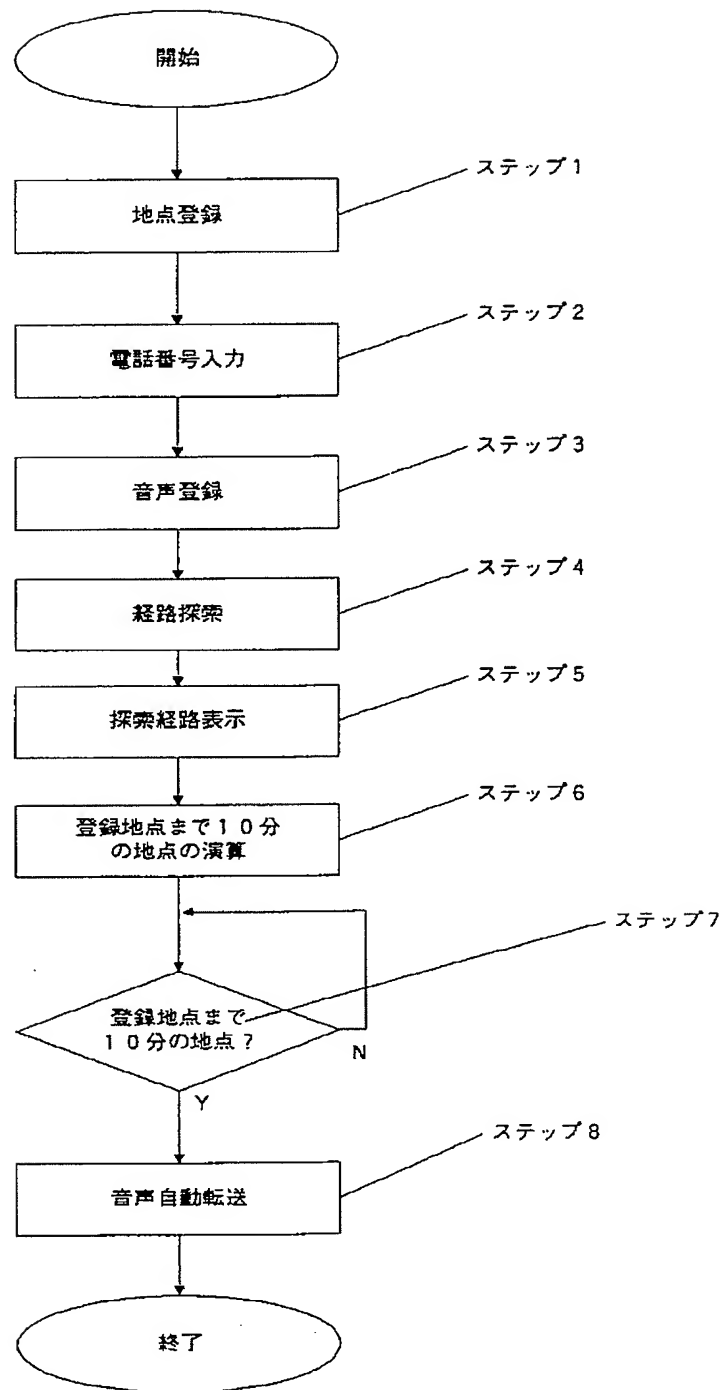 開始
ステップ1
地点登録
ステップ2
電話番号入力
ステップ3
音声登録
ステップ4
経路探索
ステップ5
探索経路表示
ステップ6
登録地点まで10分
の地点の演算
ステップ7
登録地点まで
10分の地点?
N
Y
ステップ8
音声自動転送
終了